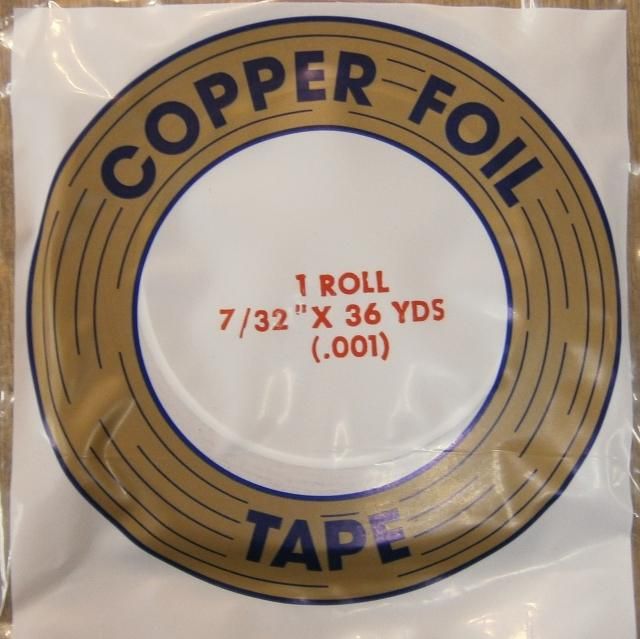 COPPER FOIL
1 ROLL
7/32" X 36 YDS
(.001)
TAPE